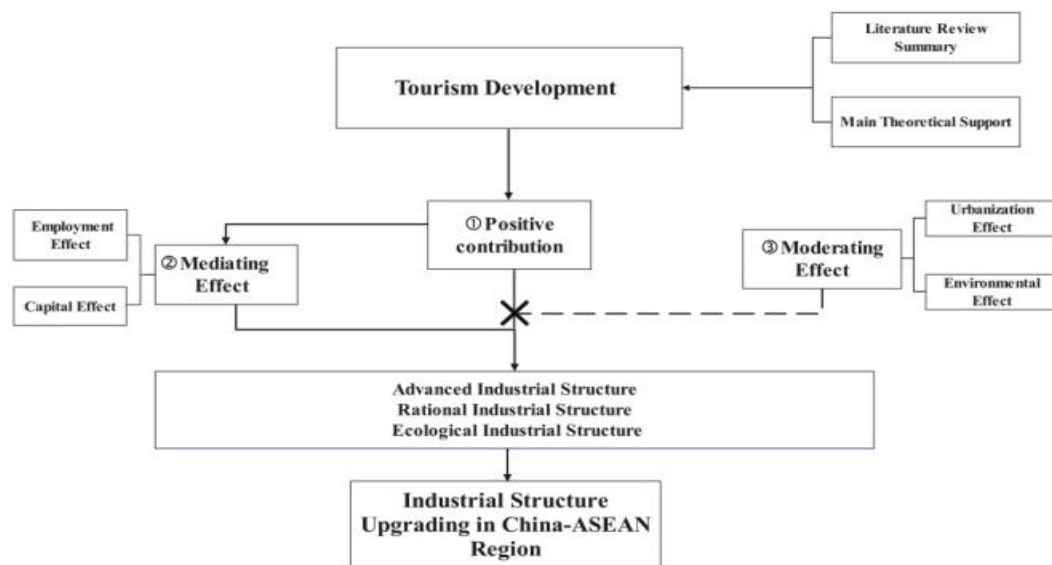 Literature Review
Summary
Tourism Development
Main Theoretical Support
Employment
Effect
① Positive
contribution
Urbanization
Effect
② Mediating
Effect
③ Moderating
Effect
Capital Effect
Environmental
Effect
Advanced Industrial Structure
Rational Industrial Structure
Ecological Industrial Structure
Industrial Structure
Upgrading in China-ASEAN
Region